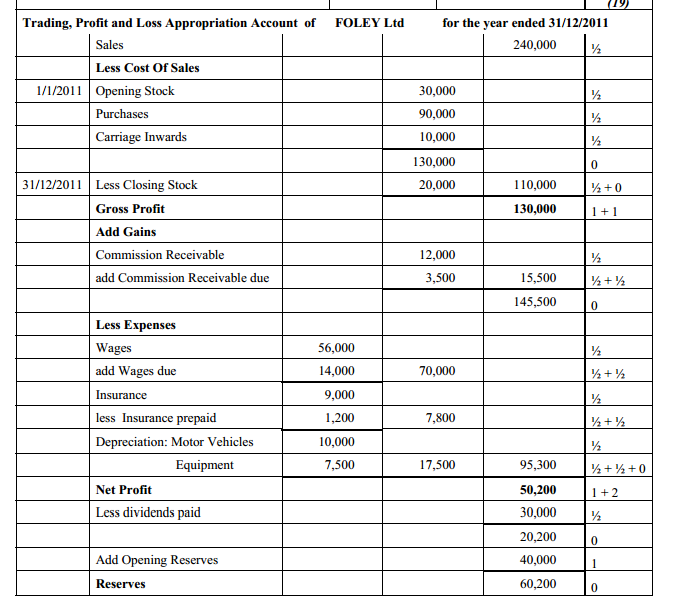 (19)
Trading, Profit and Loss Appropriation Account of FOLEY Ltd for the year ended 31/12/2011
Sales 240,000 ½
Less Cost Of Sales
1/1/2011 Opening Stock 30,000 ½
Purchases 90,000 ½
Carriage Inwards 10,000 ½
130,000 0
31/12/2011 Less Closing Stock 20,000 110,000 ½ + 0
Gross Profit 130,000 1 + 1
Add Gains
Commission Receivable 12,000 ½
add Commission Receivable due 3,500 15,500 ½ + ½
145,500 0
Less Expenses
Wages 56,000 ½
add Wages due 14,000 70,000 ½ + ½
Insurance 9,000 ½
less Insurance prepaid 1,200 7,800 ½ + ½
Depreciation: Motor Vehicles 10,000 ½
Equipment 7,500 17,500 95,300 ½ + ½ + 0
Net Profit 50,200 1 + 2
Less dividends paid 30,000 ½
20,200 0
Add Opening Reserves 40,000 1
Reserves 60,200 0